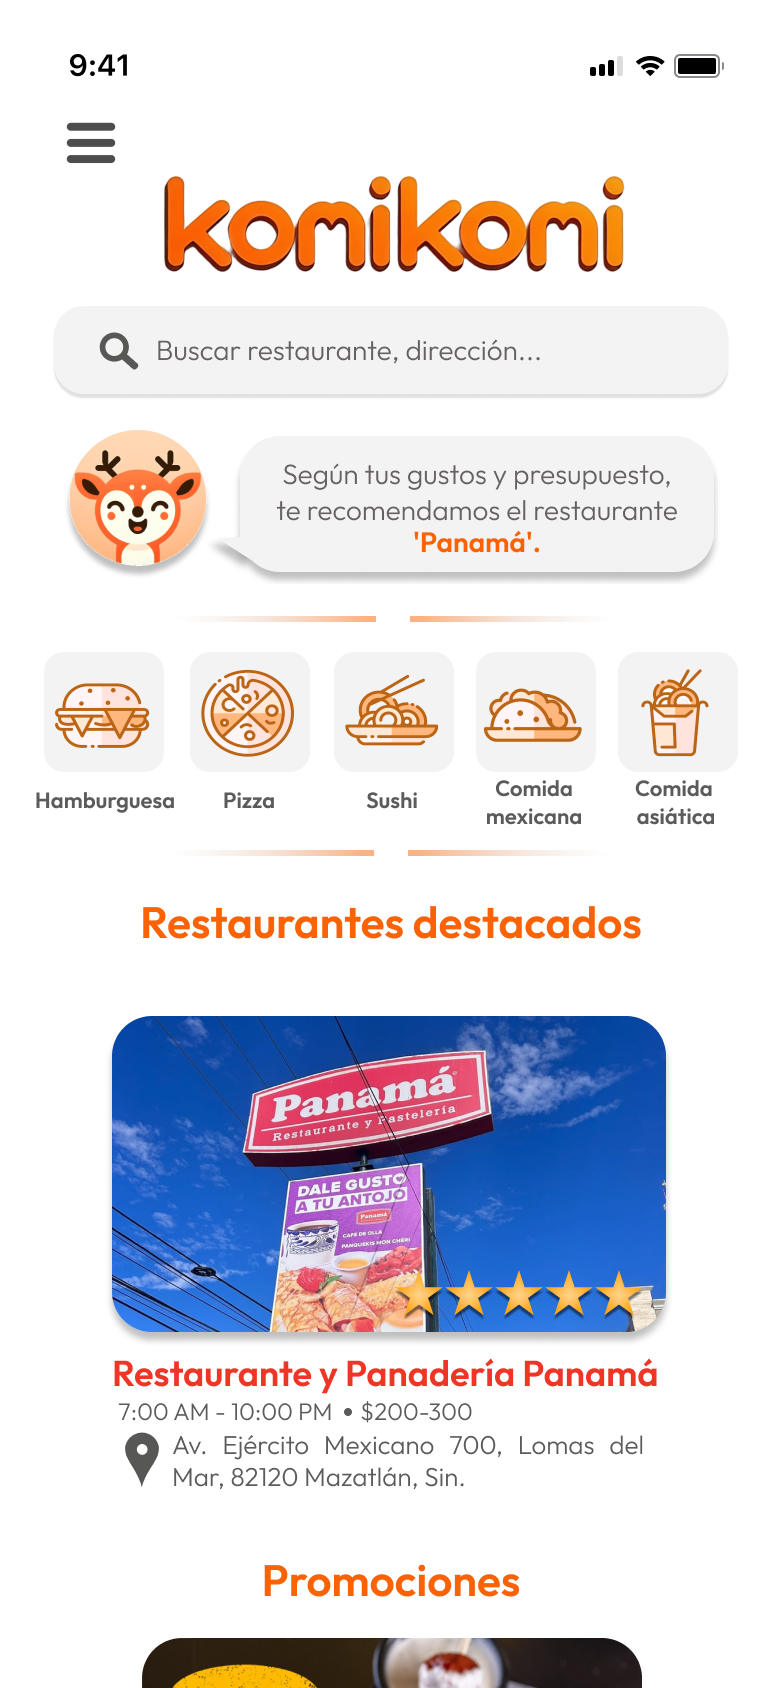 9:41
komikomi
Buscar restaurante, dirección...
Según tus gustos y presupuesto,
te recomendamos el restaurante
'Panamá'.
Hamburguesa
Pizza
Sushi
Comida
mexicana
Comida
asiática
Restaurantes destacados
Panamá
Restaurante y Pastelería
DALE GUSTO
A TU ANTOJO
Panamá
CAFÉ DE OLLA
PANQUEKIS MON CHÉRI
Restaurante y Panadería Panamá
7:00 AM - 10:00 PM • $200-300
Av. Ejército Mexicano 700, Lomas del
Mar, 82120 Mazatlán, Sin.
Promociones